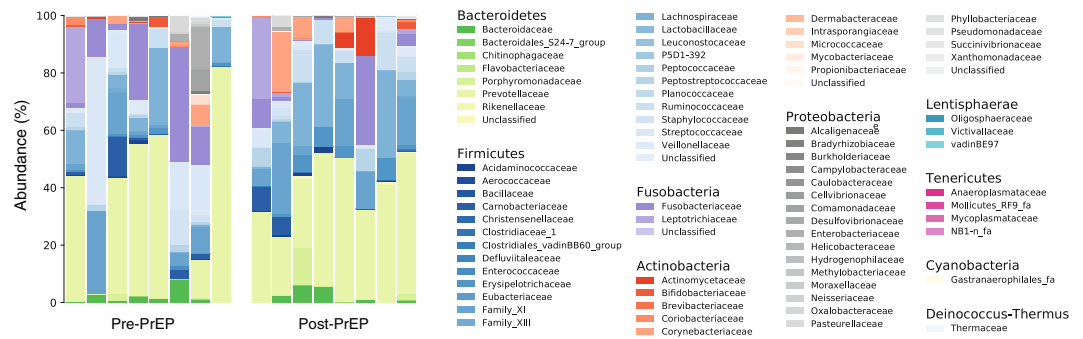 100
80
60
40
20
0
Abundance (%)
Pre-PrEP
Post-PrEP
Bacteroidetes
Bacteroidaceae
Bacteroidales_S24-7_group
Chitinophagaceae
Flavobacteriaceae
Porphyromonadaceae
Prevotellaceae
Rikenellaceae
Unclassified
Firmicutes
Acidaminococcaceae
Aerococcaceae
Bacillaceae
Carnobacteriaceae
Christensenellaceae
Clostridiaceae_1
Clostridiales_vadinBB60_group
Defluviitaleaceae
Enterococcaceae
Erysipelotrichaceae
Eubacteriaceae
Family_XI
Family_XIII
Lachnospiraceae
Lactobacillaceae
Leuconostocaceae
P5D1-392
Peptococcaceae
Peptostreptococcaceae
Planococcaceae
Ruminococcaceae
Staphylococcaceae
Streptococcaceae
Veillonellaceae
Unclassified
Fusobacteria
Fusobacteriaceae
Leptotrichiaceae
Unclassified
Actinobacteria
Actinomycetaceae
Bifidobacteriaceae
Brevibacteriaceae
Coriobacteriaceae
Corynebacteriaceae
Dermabacteraceae
Intrasporangiaceae
Micrococcaceae
Mycobacteriaceae
Propionibacteriaceae
Unclassified
Proteobacteria
e
Alcaligenaceae
Bradyrhizobiaceae
Burkholderiaceae
Campylobacteraceae
Caulobacteraceae
Cellvibrionaceae
Comamonadaceae
Desulfovibrionaceae
Enterobacteriaceae
Helicobacteraceae
Hydrogenophilaceae
Methylobacteriaceae
Moraxellaceae
Neisseriaceae
Oxalobacteraceae
Pasteurellaceae
Phyllobacteriaceae
Pseudomonadaceae
Succinivibrionaceae
Xanthomonadaceae
Unclassified
Lentisphaerae
Oligosphaeraceae
Victivallaceae
vadinBE97
Tenericutes
Anaeroplasmataceae
Mollicutes_RF9_fa
Mycoplasmataceae
NB1-n_fa
Cyanobacteria
Gastranaerophilales_fa
Deinococcus-Thermus
Thermaceae